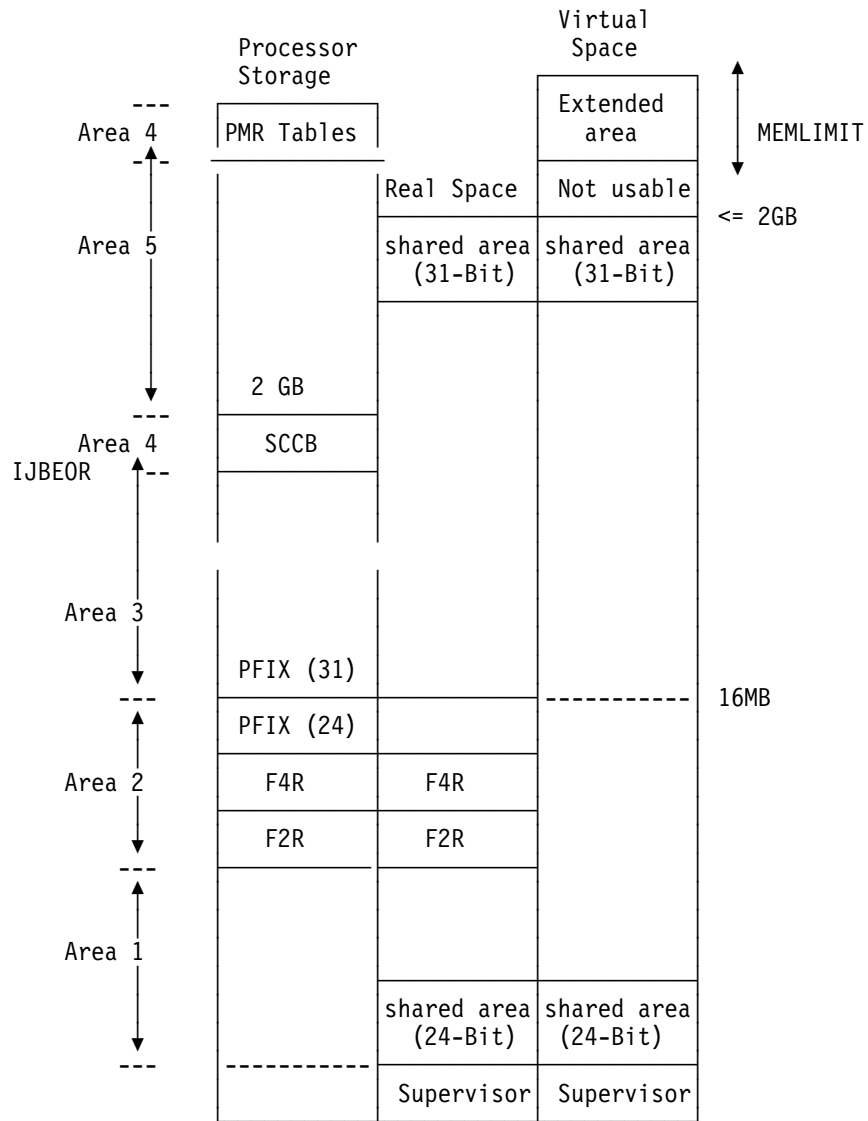 Virtual
Processor Space
Storage
Extended
Area 4 PMR Tables area MEMLIMIT
Real Space Not usable
<= 2GB
Area 5 shared area shared area
(31-Bit) (31-Bit)
2 GB
Area 4 SCCB
IJBEOR
Area 3
PFIX (31)
16MB
PFIX (24)
Area 2 F4R F4R
F2R F2R
Area 1
shared area shared area
(24-Bit) (24-Bit)
Supervisor Supervisor